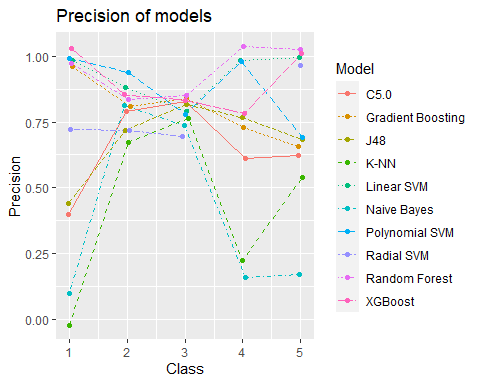 Precision of models
Precision
1.00
0.75
0.50
0.25
0.00
1 2 3 4 5
Class
Model
C5.0
Gradient Boosting
J48
K-NN
Linear SVM
Naive Bayes
Polynomial SVM
Radial SVM
Random Forest
XGBoost